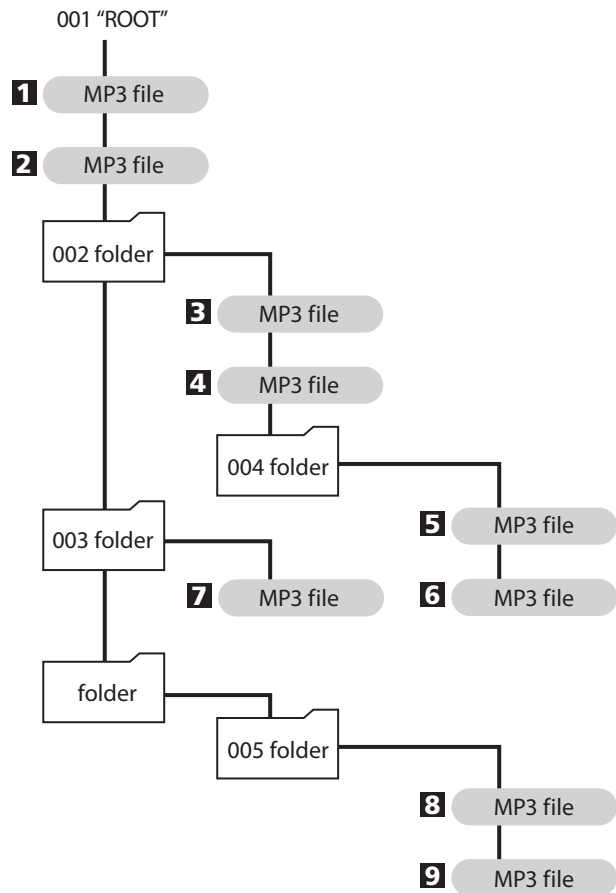 001 “ROOT”
1 MP3 file
2 MP3 file
002 folder
3 MP3 file
4 MP3 file
004 folder
003 folder
5 MP3 file
7 MP3 file
6 MP3 file
folder
005 folder
8 MP3 file
9 MP3 file